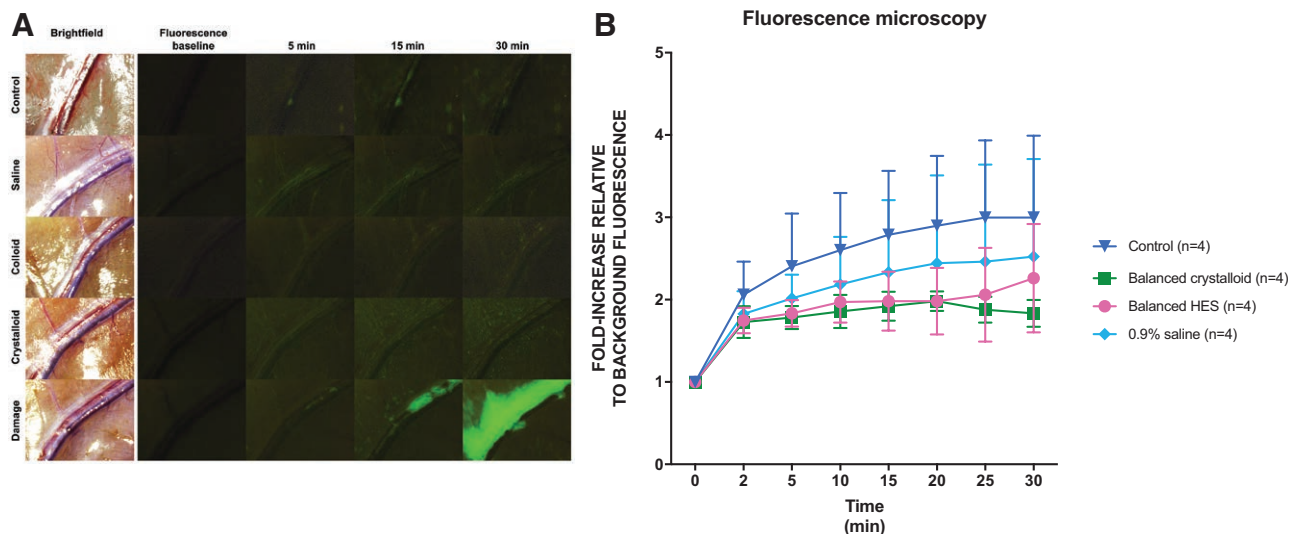 A
Brightfield
Fluorescence
baseline
5 min
15 min
30 min
Control
Saline
Colloid
Crystalloid
Damage
B
Fluorescence microscopy
FOLD-INCREASE RELATIVE
TO BACKGROUND FLUORESCENCE
5
4
3
2
1
0
0 2 5 10 15 20 25 30
Time
(min)
Control (n=4)
Balanced crystalloid (n=4)
Balanced HES (n=4)
0.9% saline (n=4)